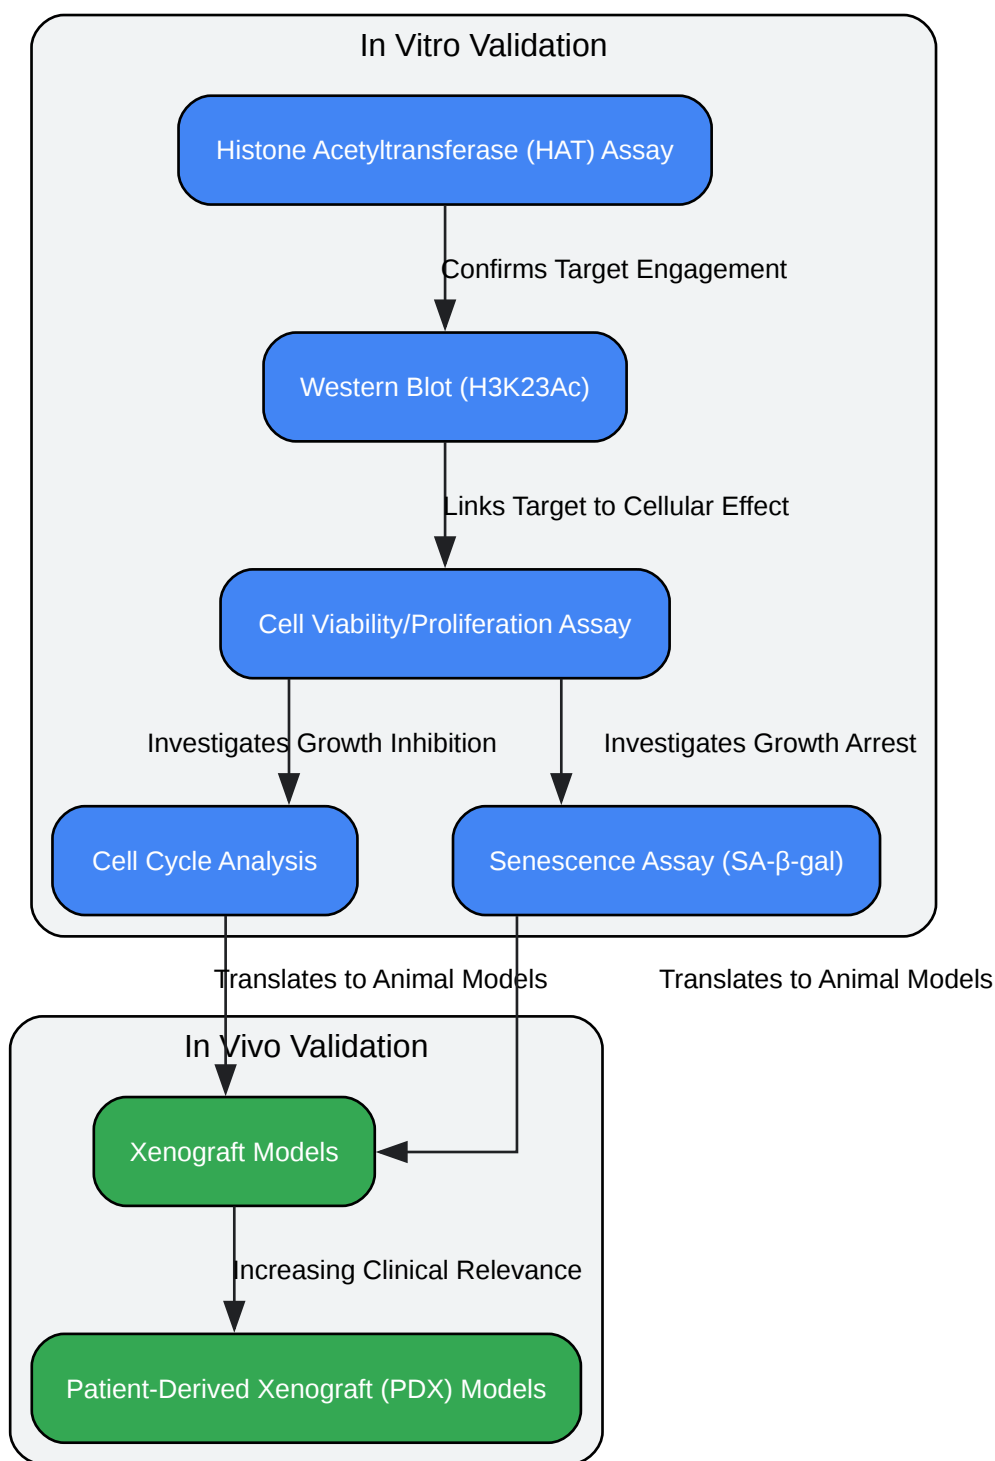 In Vitro Validation
Histone Acetyltransferase (HAT) Assay
Confirms Target Engagement
Western Blot (H3K23Ac)
Links Target to Cellular Effect
Cell Viability/Proliferation Assay
Investigates Growth Inhibition
Investigates Growth Arrest
Cell Cycle Analysis
Senescence Assay (SA-β-gal)
Translates to Animal Models
Translates to Animal Models
In Vivo Validation
Xenograft Models
Increasing Clinical Relevance
Patient-Derived Xenograft (PDX) Models